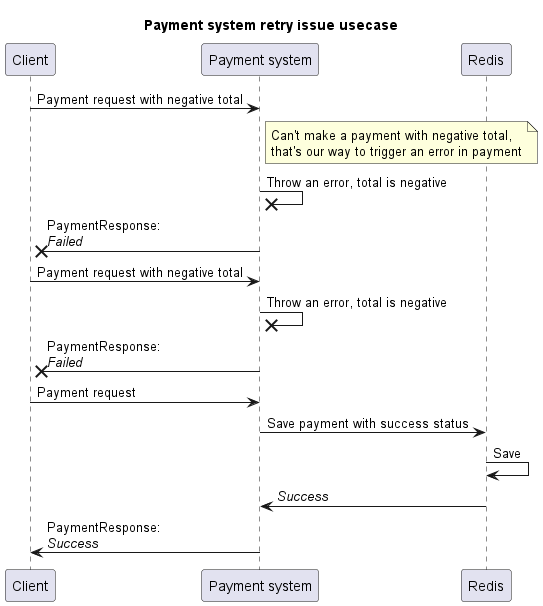 Payment system retry issue usecase
Client
Payment system
Redis
Payment request with negative total
Can't make a payment with negative total,
that's our way to trigger an error in payment
Throw an error, total is negative
PaymentResponse:
Failed
Payment request with negative total
Throw an error, total is negative
PaymentResponse:
Failed
Payment request
Save payment with success status
Save
Success
PaymentResponse:
Success
Client
Payment system
Redis